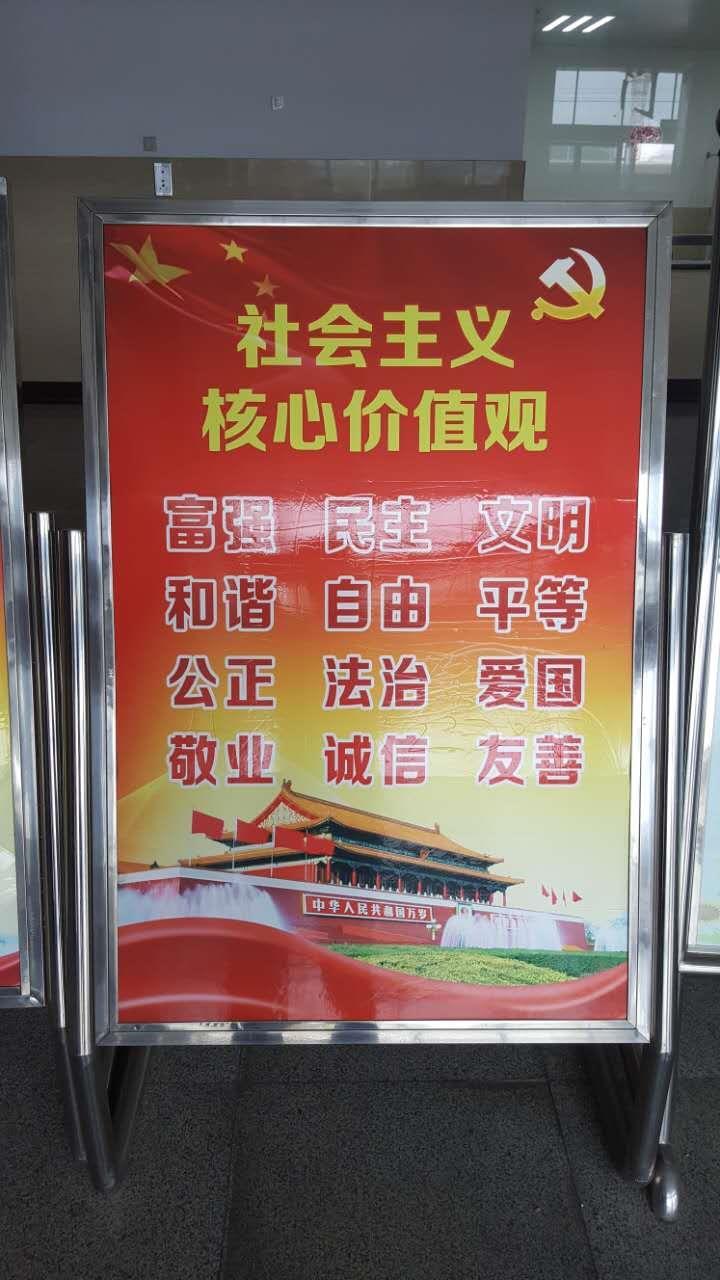 社会主义
核心价值观
富强 民主 文明
和谐 自由 平等
公正 法治 爱国
敬业 诚信 友善
中华人民共和国万岁